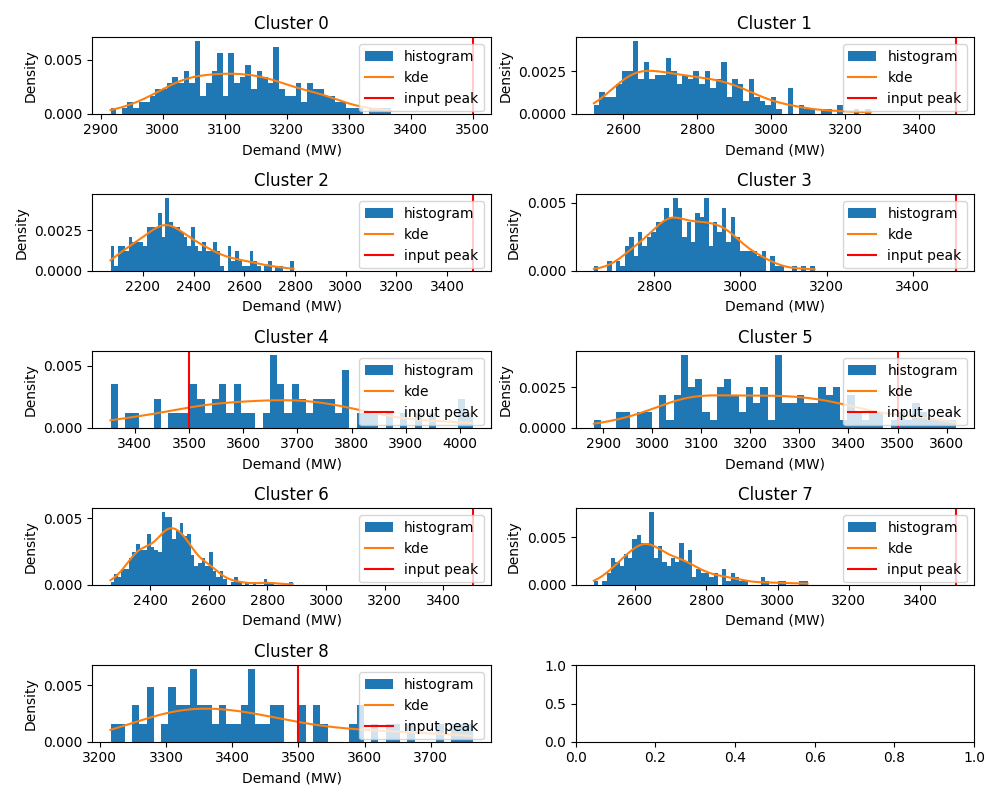 Cluster 0
Density
0.005
0.000
histogram
kde
input peak
2900 3000 3100 3200 3300 3400 3500
Demand (MW)
Cluster 1
Density
0.0025
0.0000
histogram
kde
input peak
2600 2800 3000 3200 3400
Demand (MW)
Cluster 2
Density
0.0025
0.0000
histogram
kde
input peak
2200 2400 2600 2800 3000 3200 3400
Demand (MW)
Cluster 3
Density
0.005
0.000
histogram
kde
input peak
2800 3000 3200 3400
Demand (MW)
Cluster 4
Density
0.005
0.000
histogram
kde
input peak
3400 3500 3600 3700 3800 3900 4000
Demand (MW)
Cluster 5
Density
0.0025
0.0000
histogram
kde
input peak
2900 3000 3100 3200 3300 3400 3500 3600
Demand (MW)
Cluster 6
Density
0.005
0.000
histogram
kde
input peak
2400 2600 2800 3000 3200 3400
Demand (MW)
Cluster 7
Density
0.005
0.000
histogram
kde
input peak
2600 2800 3000 3200 3400
Demand (MW)
Cluster 8
Density
0.005
0.000
histogram
kde
input peak
3200 3300 3400 3500 3600 3700
Demand (MW)
1.0
0.5
0.0
0.0 0.2 0.4 0.6 0.8 1.0